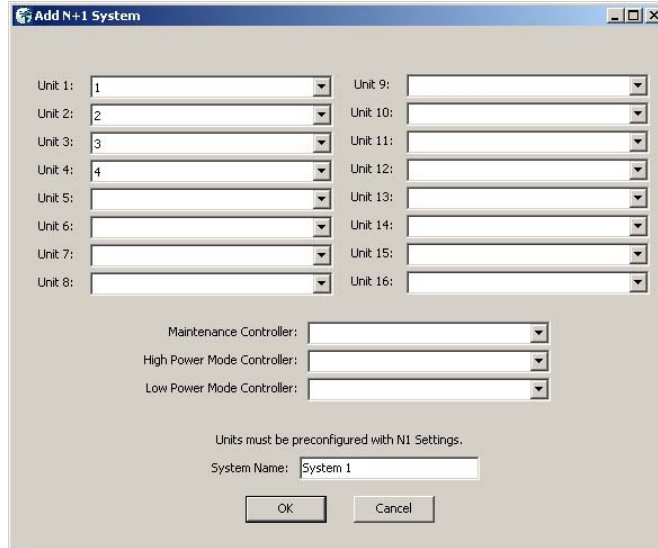 Add N+1 System
Unit 1: 1
Unit 9:
Unit 2: 2
Unit 10:
Unit 3: 3
Unit 11:
Unit 4: 4
Unit 12:
Unit 5:
Unit 13:
Unit 6:
Unit 14:
Unit 7:
Unit 15:
Unit 8:
Unit 16:
Maintenance Controller:
High Power Mode Controller:
Low Power Mode Controller:
Units must be preconfigured with N1 Settings.
System Name: System 1
OK
Cancel